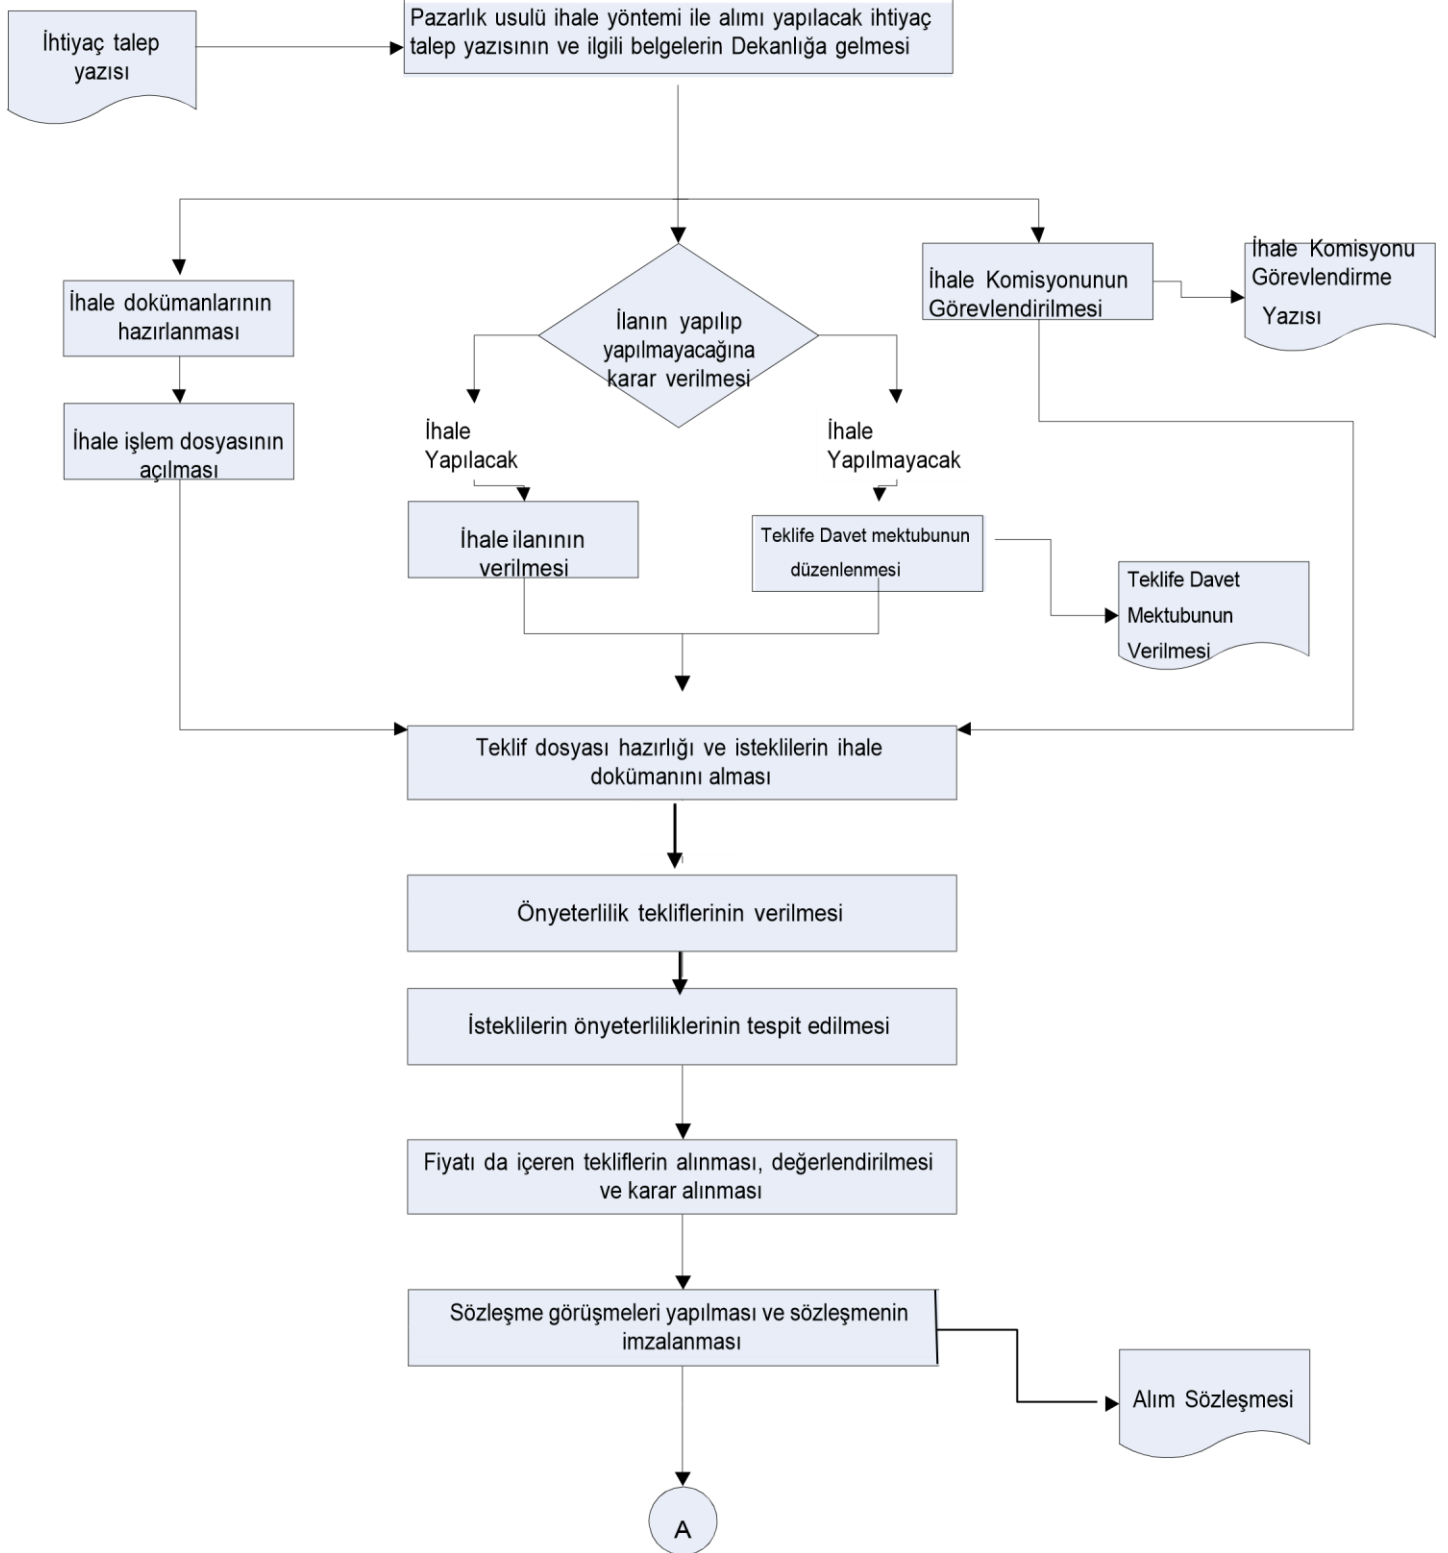 İhtiyaç talep
yazısı
Pazarlık usulü ihale yöntemi ile alımı yapılacak ihtiyaç
talep yazısının ve ilgili belgelerin Dekanlığa gelmesi
İhale dokümanlarının
hazırlanması
İhale işlem dosyasının
açılması
İlanın yapılıp
yapılmayacağına
karar verilmesi
İhale Komisyonunun
Görevlendirilmesi
İhale Komisyonu
Görevlendirme
Yazısı
İhale
Yapılacak
İhale
Yapılmayacak
İhale ilanının
verilmesi
Teklife Davet mektubunun
düzenlenmesi
Teklife Davet
Mektubunun
Verilmesi
Teklif dosyası hazırlığı ve isteklilerin ihale
dokümanını alması
Önyeterlilik tekliflerinin verilmesi
İsteklilerin önyeterliliklerinin tespit edilmesi
Fiyatı da içeren tekliflerin alınması, değerlendirilmesi
ve karar alınması
Sözleşme görüşmeleri yapılması ve sözleşmenin
imzalanması
Alım Sözleşmesi
A